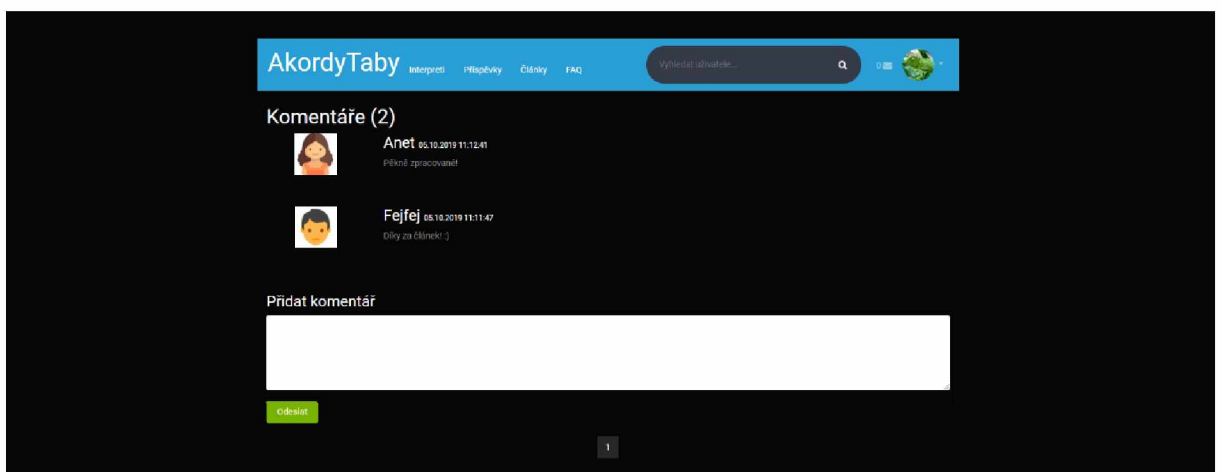 AkordyTaby Interpreti Příspěvky Články FAQ Vyhledat uživatele... 0
Komentáře (2)
Anet 05.10.2019 11:12:41
Pěkně zpracované!
Fejfej 05.10.2019 11:11:47
Díky za článek! :)
Přidat komentář
Odeslat
1